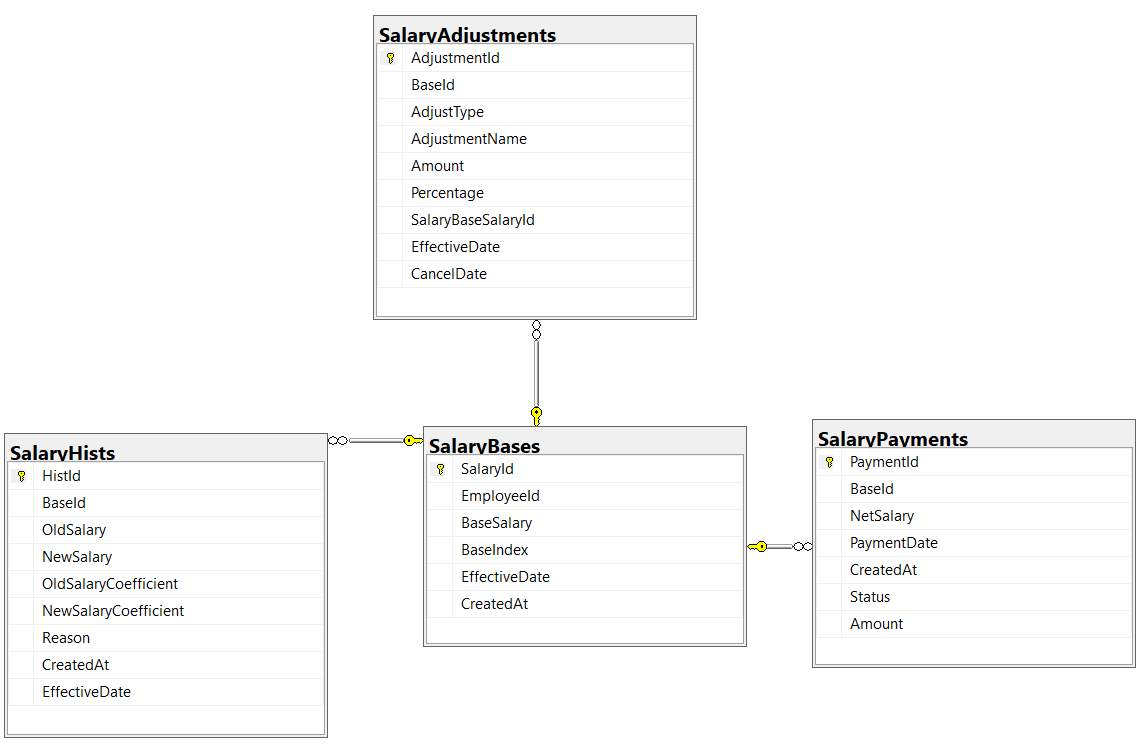 SalaryAdjustments
AdjustmentId
BaseId
AdjustType
AdjustmentName
Amount
Percentage
SalaryBaseSalaryId
EffectiveDate
CancelDate
SalaryHists
HistId
BaseId
OldSalary
NewSalary
OldSalaryCoefficient
NewSalaryCoefficient
Reason
CreatedAt
EffectiveDate
SalaryBases
SalaryId
EmployeeId
BaseSalary
BaseIndex
EffectiveDate
CreatedAt
SalaryPayments
PaymentId
BaseId
NetSalary
PaymentDate
CreatedAt
Status
Amount